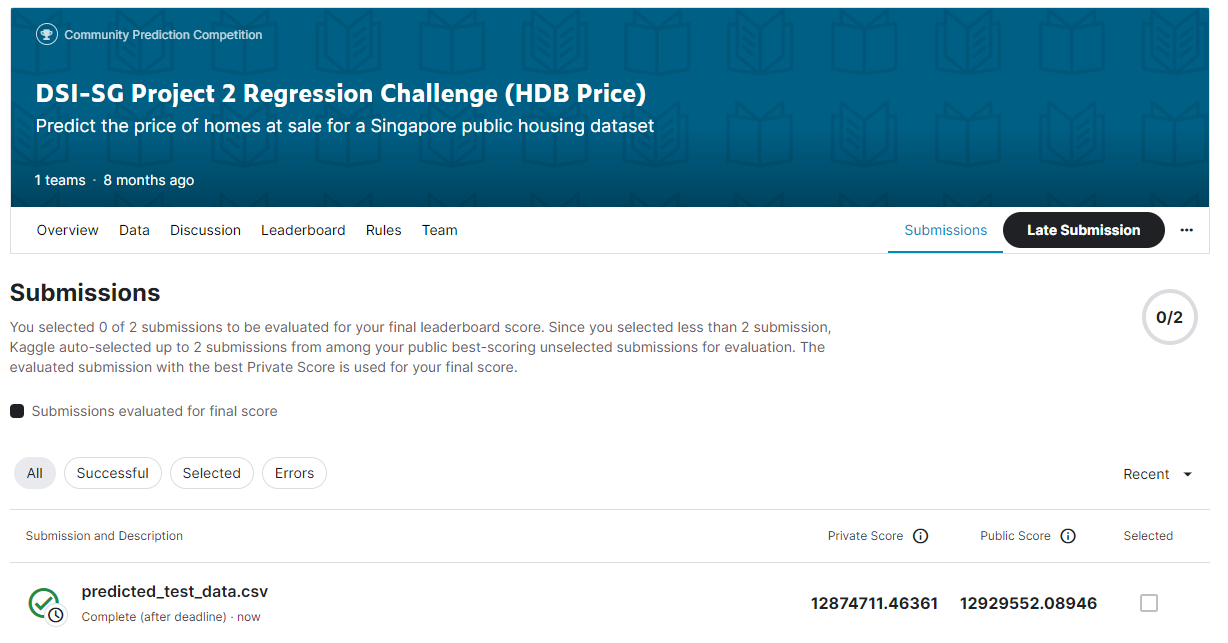 Community Prediction Competition
DSI-SG Project 2 Regression Challenge (HDB Price)
Predict the price of homes at sale for a Singapore public housing dataset
1 teams · 8 months ago
Overview Data Discussion Leaderboard Rules Team Submissions Late Submission
Submissions
0/2
You selected 0 of 2 submissions to be evaluated for your final leaderboard score. Since you selected less than 2 submission,
Kaggle auto-selected up to 2 submissions from among your public best-scoring unselected submissions for evaluation. The
evaluated submission with the best Private Score is used for your final score.
Submissions evaluated for final score
All Successful Selected Errors Recent
Submission and Description Private Score Public Score Selected
predicted_test_data.csv
Complete (after deadline) · now
12874711.46361 12929552.08946